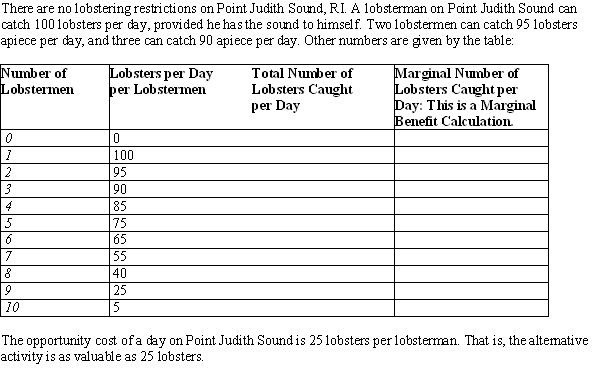 There are no lobstering restrictions on Point Judith Sound, RI. A lobsterman on Point Judith Sound can
catch 100 lobsters per day, provided he has the sound to himself. Two lobstermen can catch 95 lobsters
apiece per day, and three can catch 90 apiece per day. Other numbers are given by the table:
Number of Lobsters per Day Total Number of Marginal Number of
Lobstermen per Lobstermen Lobsters Caught Lobsters Caught per
per Day Day: This is a Marginal
Benefit Calculation.
0 0
1 100
2 95
3 90
4 85
5 75
6 65
7 55
8 40
9 25
10 5
The opportunity cost of a day on Point Judith Sound is 25 lobsters per lobsterman. That is, the alternative
activity is as valuable as 25 lobsters.